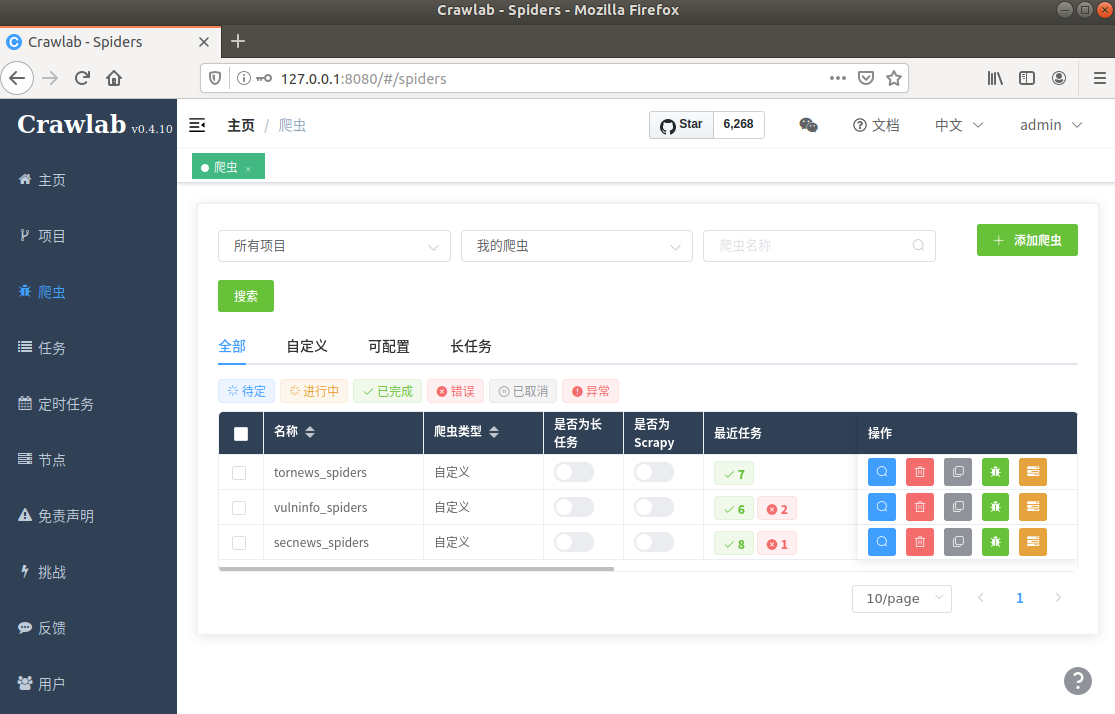 Crawlab - Spiders - Mozilla Firefox
Crawlab - Spiders
127.0.0.1:8080/#/spiders
Crawlab v0.4.10
主页 / 爬虫
Star 6,268
文档
中文
admin
爬虫
主页
项目
爬虫
任务
定时任务
节点
免责声明
挑战
反馈
用户
所有项目
我的爬虫
爬虫名称
添加爬虫
搜索
全部 自定义 可配置 长任务
待定 进行中 已完成 错误 已取消 异常
名称 爬虫类型 是否为长任务 是否为Scrapy 最近任务 操作
tornews_spiders 自定义 7
vulninfo_spiders 自定义 6 2
secnews_spiders 自定义 8 1
10/page 1